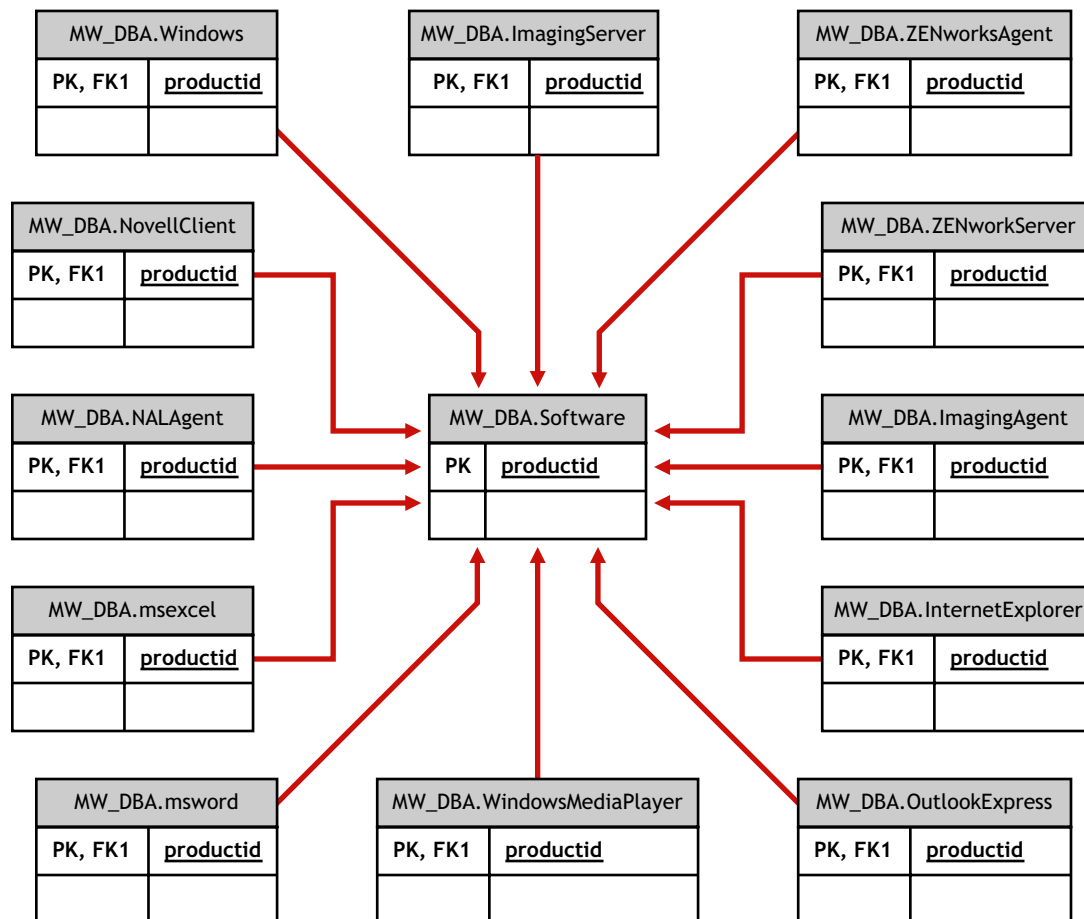 MW_DBA.Windows
PK, FK1 productid
MW_DBA.ImagingServer
PK, FK1 productid
MW_DBA.ZENworksAgent
PK, FK1 productid
MW_DBA.NovellClient
PK, FK1 productid
MW_DBA.ZENworkServer
PK, FK1 productid
MW_DBA.NALAgent
PK, FK1 productid
MW_DBA.Software
PK productid
MW_DBA.ImagingAgent
PK, FK1 productid
MW_DBA.msexcel
PK, FK1 productid
MW_DBA.InternetExplorer
PK, FK1 productid
MW_DBA.msword
PK, FK1 productid
MW_DBA.WindowsMediaPlayer
PK, FK1 productid
MW_DBA.OutlookExpress
PK, FK1 productid